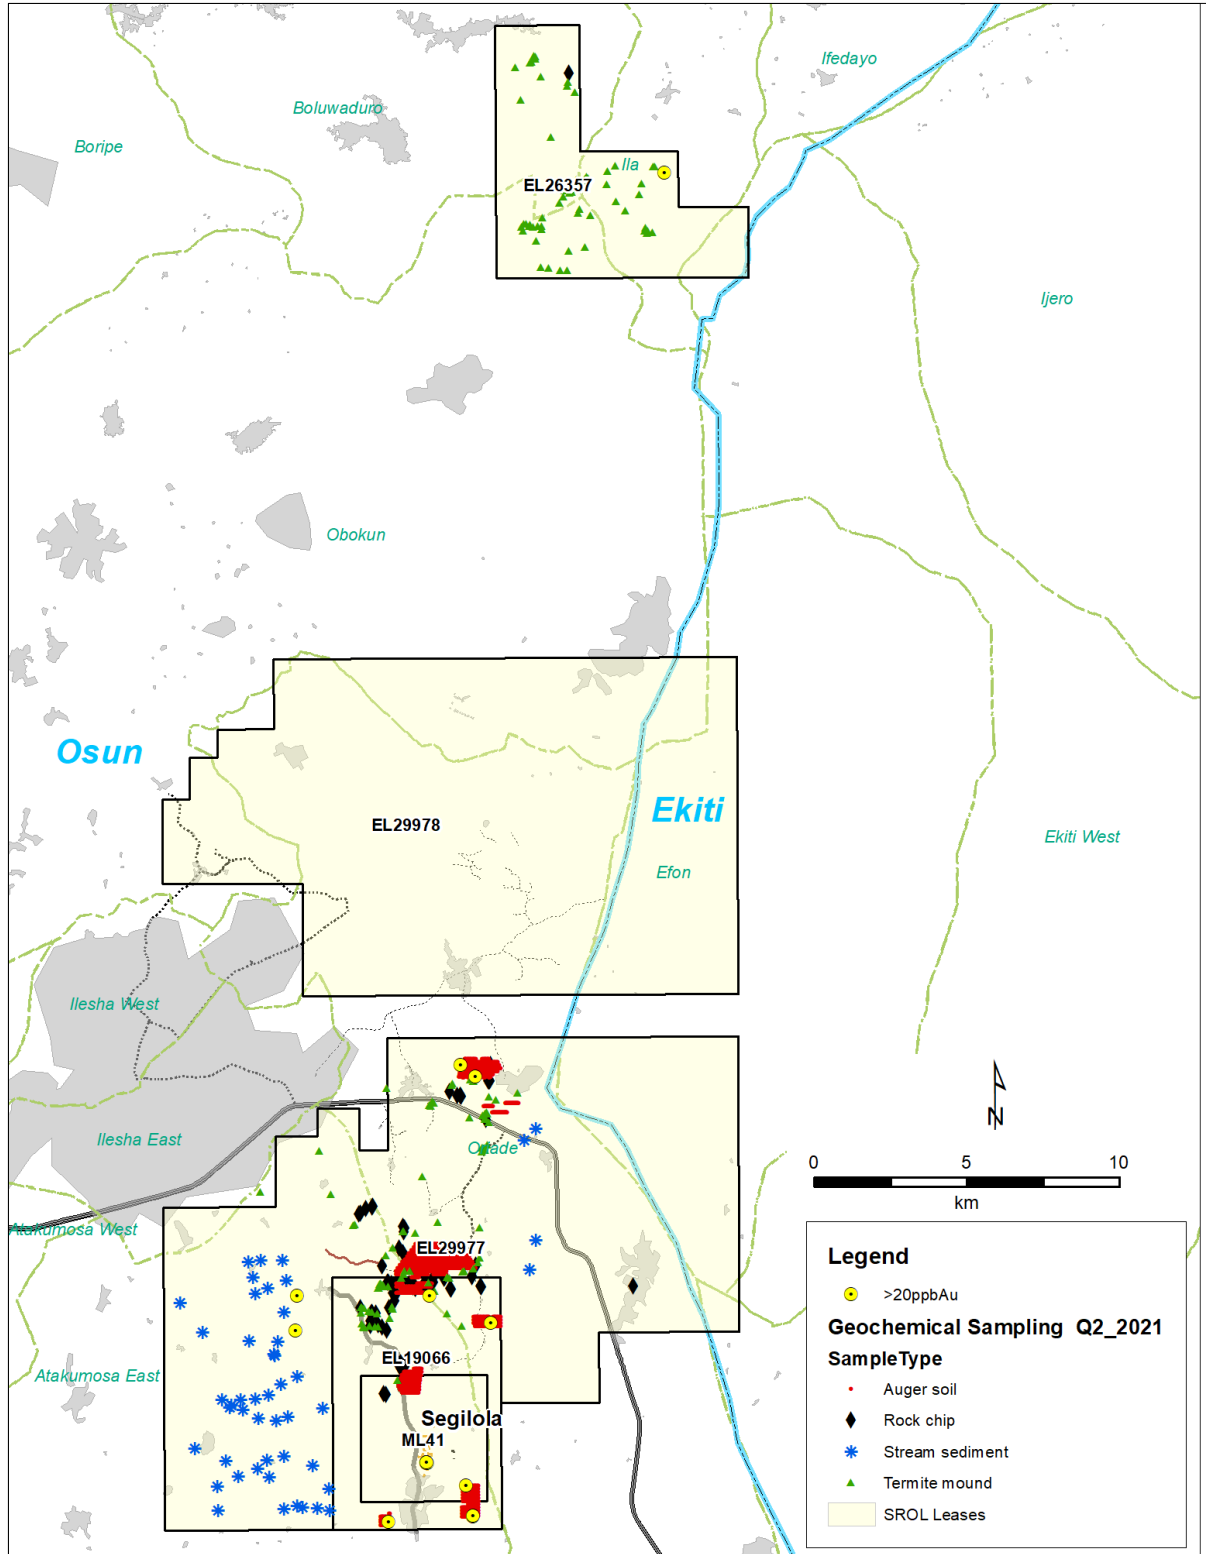 Ifedayo
Boluwaduro
Boripe
Ila
EL26357
Ijero
Obokun
Osun
Ekiti
EL29978
Ekiti West
Efon
Ilesha West
Ilesha East
Oriade
N
0 5 10
km
Atakumosa West
EL29977
Legend
>20ppbAu
Geochemical Sampling Q2_2021
SampleType
Auger soil
Rock chip
Stream sediment
Termite mound
SROL Leases
EL19066
Atakumosa East
Segilola
ML41